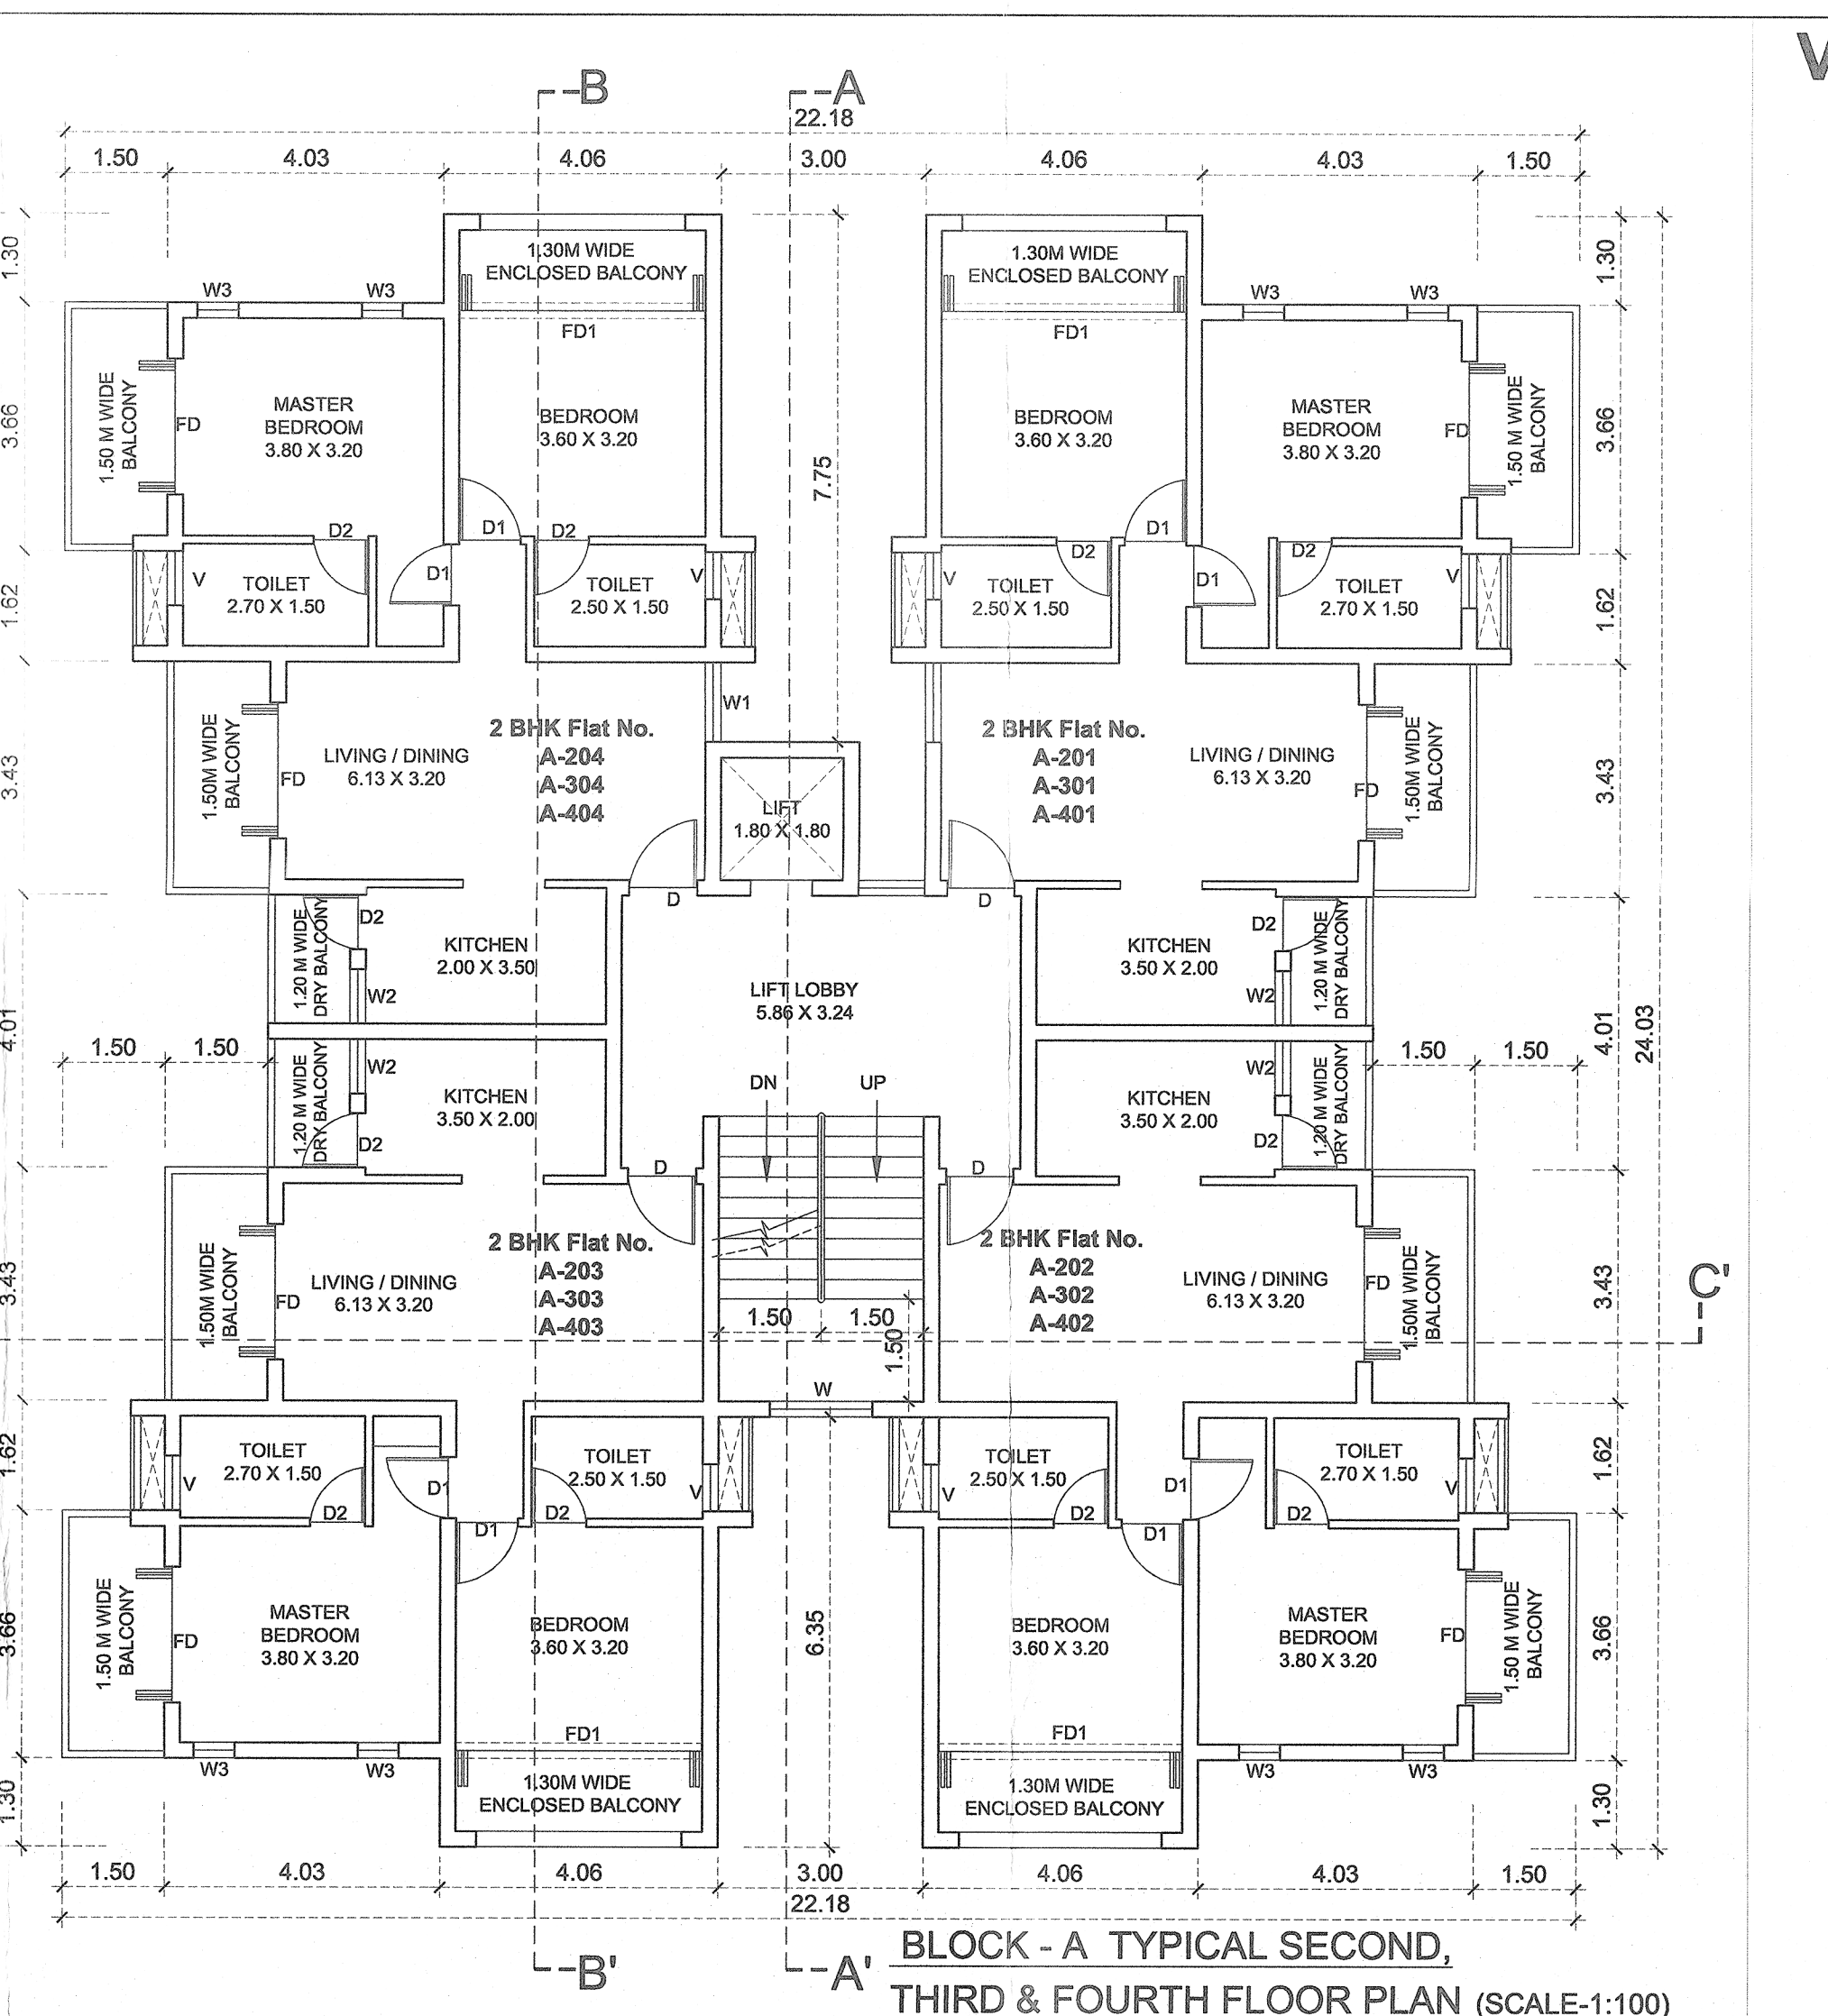 V
B
A
22.18
1.50 4.03 4.06 3.00 4.06 4.03 1.50
1.30
1.30M WIDE
ENCLOSED BALCONY
1.30M WIDE
ENCLOSED BALCONY
1.30
W3 W3
W3 W3
FD1
FD1
3.66
1.50 M WIDE
BALCONY
FD
MASTER
BEDROOM
3.80 X 3.20
BEDROOM
3.60 X 3.20
7.75
BEDROOM
3.60 X 3.20
MASTER
BEDROOM
3.80 X 3.20
FD
1.50 M WIDE
BALCONY
3.66
D2 D1 D2
D2 D1 D2
1.62
V
TOILET
2.70 X 1.50
D1
TOILET
2.50 X 1.50
V
V
TOILET
2.50 X 1.50
D1
TOILET
2.70 X 1.50
V
1.62
W1
3.43
1.50M WIDE
BALCONY
FD
LIVING / DINING
6.13 X 3.20
2 BHK Flat No.
A-204
A-304
A-404
LIFT
1.80 X 1.80
2 BHK Flat No.
A-201
A-301
A-401
LIVING / DINING
6.13 X 3.20
FD
1.50M WIDE
BALCONY
3.43
D
D
4.01
1.20 M WIDE
DRY BALCONY
D2
W2
KITCHEN
2.00 X 3.50
LIFT LOBBY
5.86 X 3.24
KITCHEN
3.50 X 2.00
D2
W2
1.20 M WIDE
DRY BALCONY
4.01
24.03
1.50 1.50
1.50 1.50
1.20 M WIDE
DRY BALCONY
W2
D2
KITCHEN
3.50 X 2.00
DN UP
KITCHEN
3.50 X 2.00
W2
D2
1.20 M WIDE
DRY BALCONY
D
D
3.43
1.50M WIDE
BALCONY
FD
LIVING / DINING
6.13 X 3.20
2 BHK Flat No.
A-203
A-303
A-403
1.50 1.50
1.50
2 BHK Flat No.
A-202
A-302
A-402
LIVING / DINING
6.13 X 3.20
FD
1.50M WIDE
BALCONY
3.43
C'
W
1.62
V
TOILET
2.70 X 1.50
D2
D1
TOILET
2.50 X 1.50
V
D1 D2
TOILET
2.50 X 1.50
V
D2 D1
D1
TOILET
2.70 X 1.50
V
D2
1.62
3.66
1.50 M WIDE
BALCONY
FD
MASTER
BEDROOM
3.80 X 3.20
BEDROOM
3.60 X 3.20
6.35
BEDROOM
3.60 X 3.20
MASTER
BEDROOM
3.80 X 3.20
FD
1.50 M WIDE
BALCONY
3.66
FD1
FD1
W3 W3
W3 W3
1.30
1.30M WIDE
ENCLOSED BALCONY
1.30M WIDE
ENCLOSED BALCONY
1.30
1.50 4.03 4.06 3.00 4.06 4.03 1.50
22.18
B'
A'
BLOCK - A TYPICAL SECOND,
THIRD & FOURTH FLOOR PLAN (SCALE-1:100)